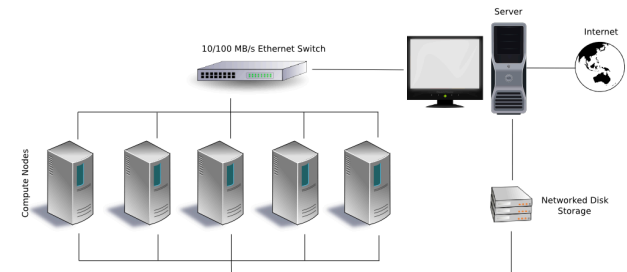 Server
Internet
10/100 MB/s Ethernet Switch
Compute Nodes
Networked Disk
Storage